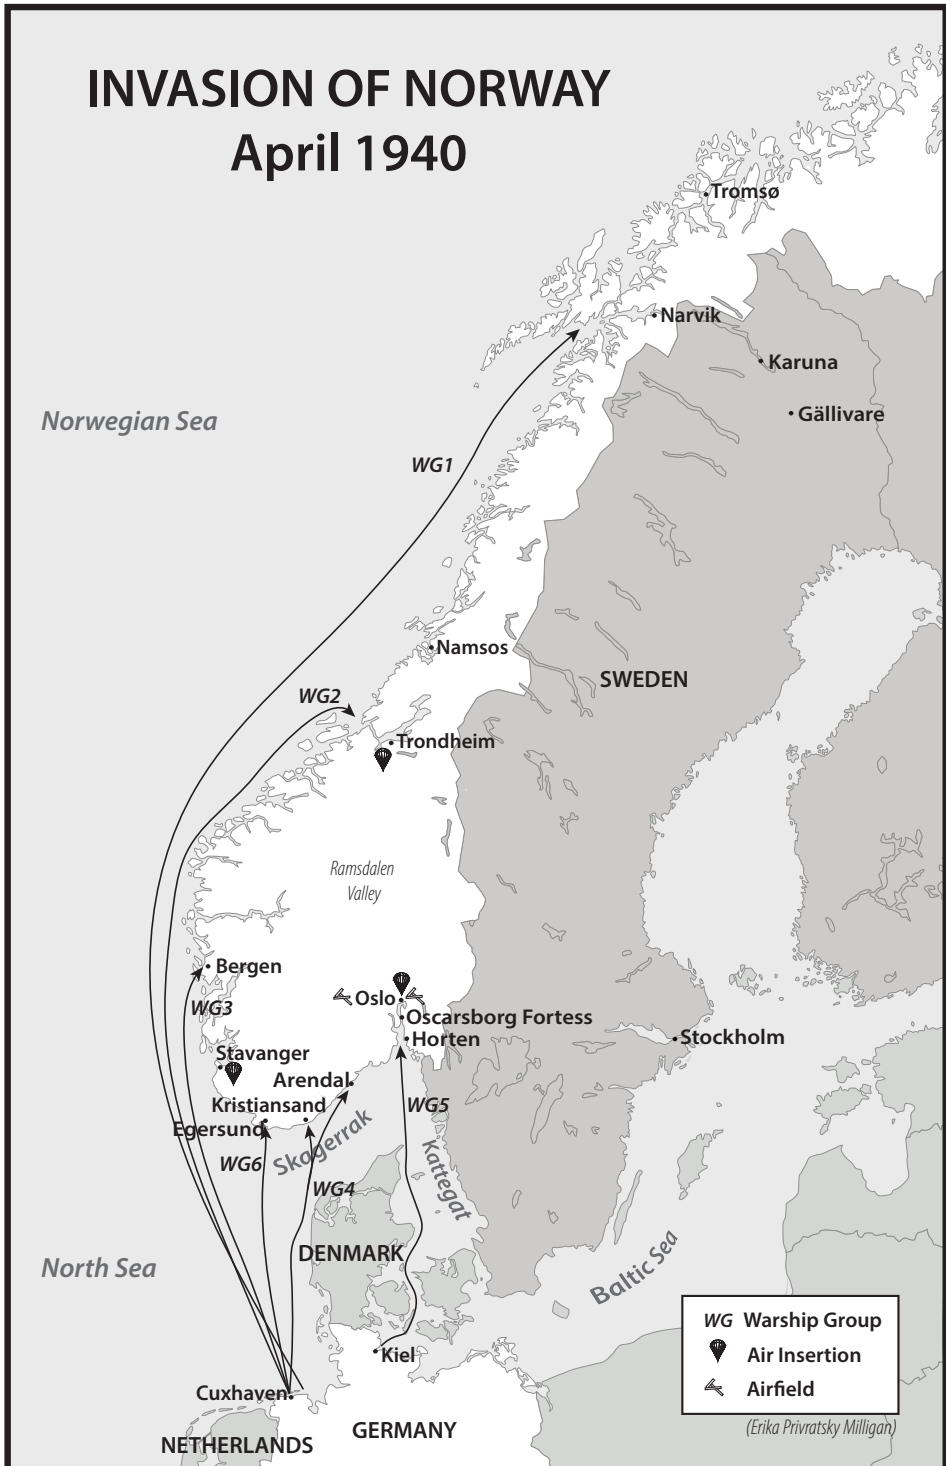 INVASION OF NORWAY
April 1940
Tromsø
Narvik
Karuna
Gällivare
Norwegian Sea
WG1
Namsos
SWEDEN
WG2
Trondheim
Ramsdalen
Valley
Bergen
WG3
Oslo
Oscarsborg Fortess
Horten
Stockholm
Stavanger
Arendal
Kristiansand
Egersund
WG5
Skagerrak
WG6
WG4
Kattegat
DENMARK
North Sea
Baltic Sea
WG Warship Group
Air Insertion
Airfield
Kiel
Cuxhaven
GERMANY
NETHERLANDS
(Erika Privratsky Milligan)